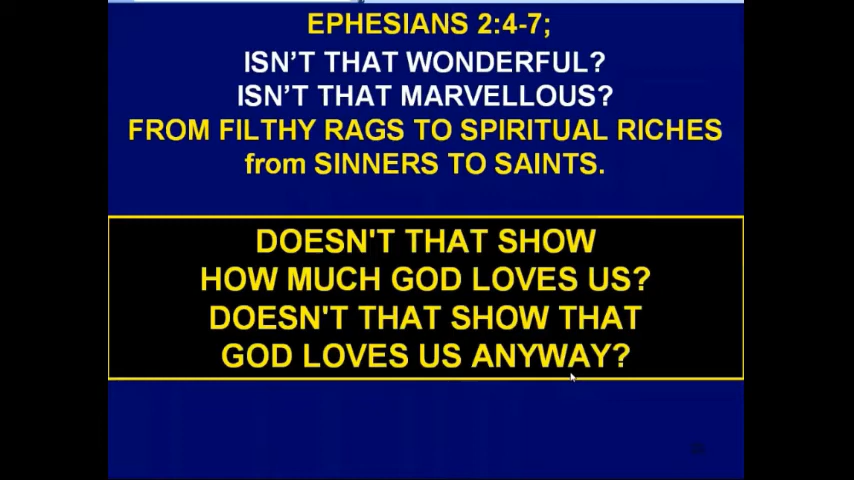 EPHESIANS 2:4-7;
ISN'T THAT WONDERFUL?
ISN'T THAT MARVELLOUS?
FROM FILTHY RAGS TO SPIRITUAL RICHES
from SINNERS TO SAINTS.
DOESN'T THAT SHOW
HOW MUCH GOD LOVES US?
DOESN'T THAT SHOW THAT
GOD LOVES US ANYWAY?